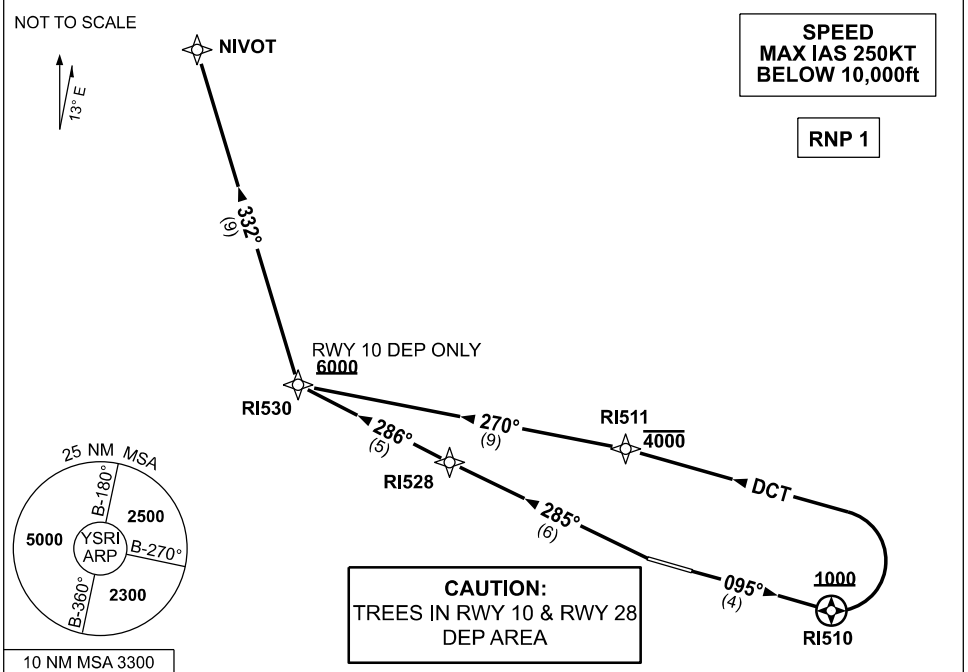 NOT TO SCALE
13° E
NIVOT
SPEED
MAX IAS 250KT
BELOW 10,000ft
RNP 1
332°
(9)
RWY 10 DEP ONLY
6000
RI530
286°
(5)
270°
(9)
RI511
4000
RI528
DCT
285°
(6)
095°
(4)
1000
RI510
25 NM MSA
B-180°
2500
5000
YSRI
ARP
B-270°
B-360°
2300
10 NM MSA 3300
CAUTION:
TREES IN RWY 10 & RWY 28
DEP AREA